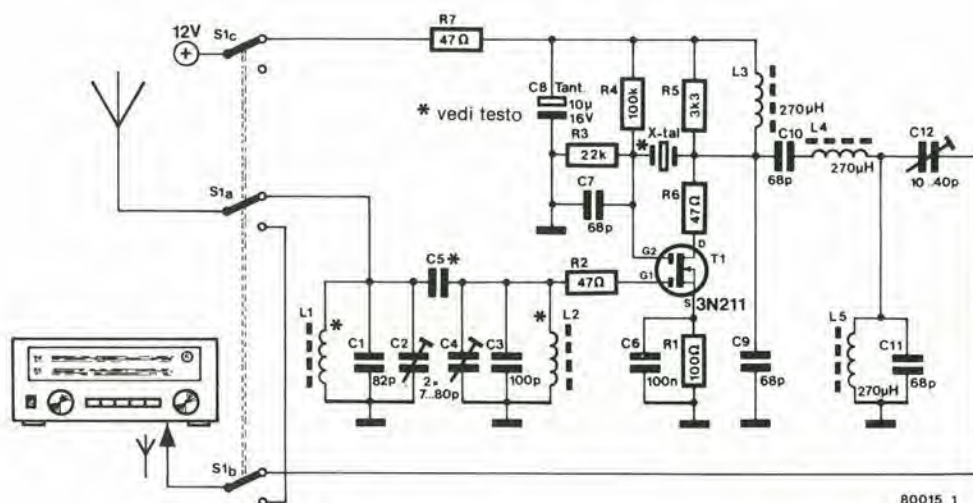 12V
S1c
R7
47Ω
C8 Tant.
10µ
16V
R4
100k
R5
3k3
L3
270µH
* vedi testo
R3
22k
*
X-tal
C10
68p
L4
270µH
C12
10...40p
C7
68p
R6
47Ω
S1a
G2
D
T1
G1
S
3N211
C5*
R2
47Ω
L1
*
C1
82p
C2
2x
7...80p
C4
C3
100p
*
L2
C6
100n
R1
100Ω
C9
68p
L5
270µH
C11
68p
S1b
80015 1